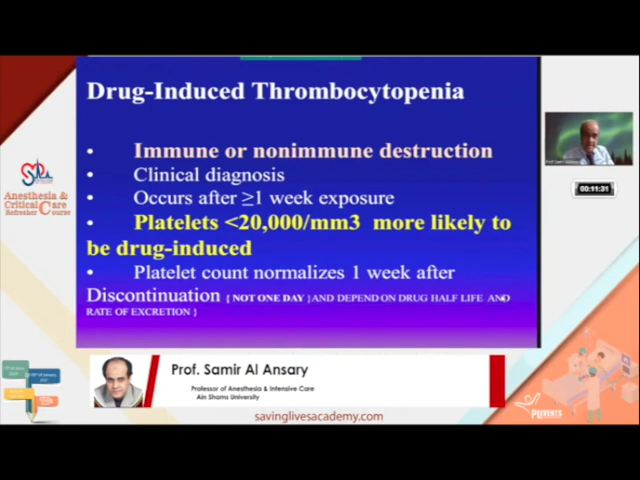 Drug-Induced Thrombocytopenia
• Immune or nonimmune destruction
• Clinical diagnosis
• Occurs after ≥1 week exposure
• Platelets <20,000/mm3 more likely to
be drug-induced
• Platelet count normalizes 1 week after
Discontinuation { NOT ONE DAY }AND DEPEND ON DRUG HALF LIFE AND
RATE OF EXCRETION }
Anesthesia &
Critical Care
Refresher Course
00:11:31
Prof. Samir Al Ansary
Professor of Anesthesia & Intensive Care
Ain Shams University
savinglivesacademy.com